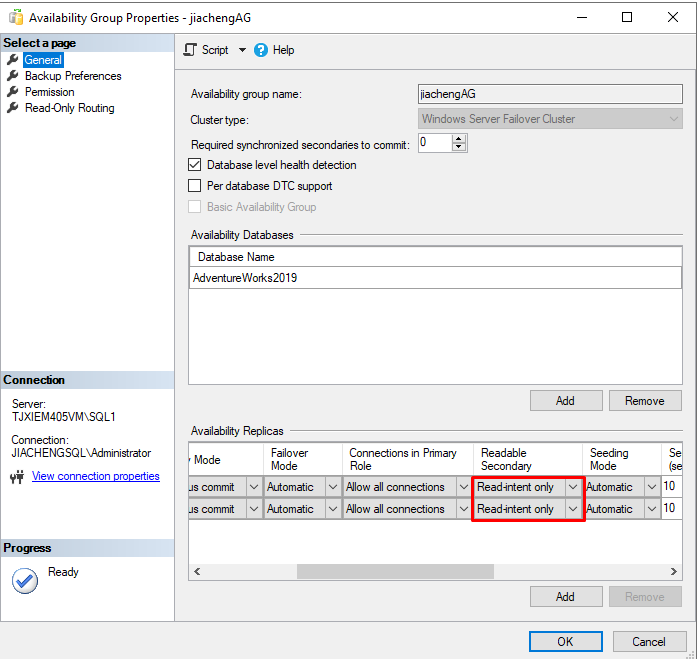 Availability Group Properties - jiachengAG
Select a page
General
Backup Preferences
Permission
Read-Only Routing
Script
Help
Availability group name:
jiachengAG
Cluster type:
Windows Server Failover Cluster
Required synchronized secondaries to commit:
0
Database level health detection
Per database DTC support
Basic Availability Group
Availability Databases
Database Name
AdventureWorks2019
Add
Remove
Connection
Server:
TJXIEM405VM\SQL1
Connection:
JIACHENGSQL\Administrator
View connection properties
Progress
Ready
Availability Replicas
y Mode
Failover Mode
Connections in Primary Role
Readable Secondary
Seeding Mode
Se
(se
us commit Automatic Allow all connections Read-intent only Automatic 10
us commit Automatic Allow all connections Read-intent only Automatic 10
Add
Remove
OK
Cancel